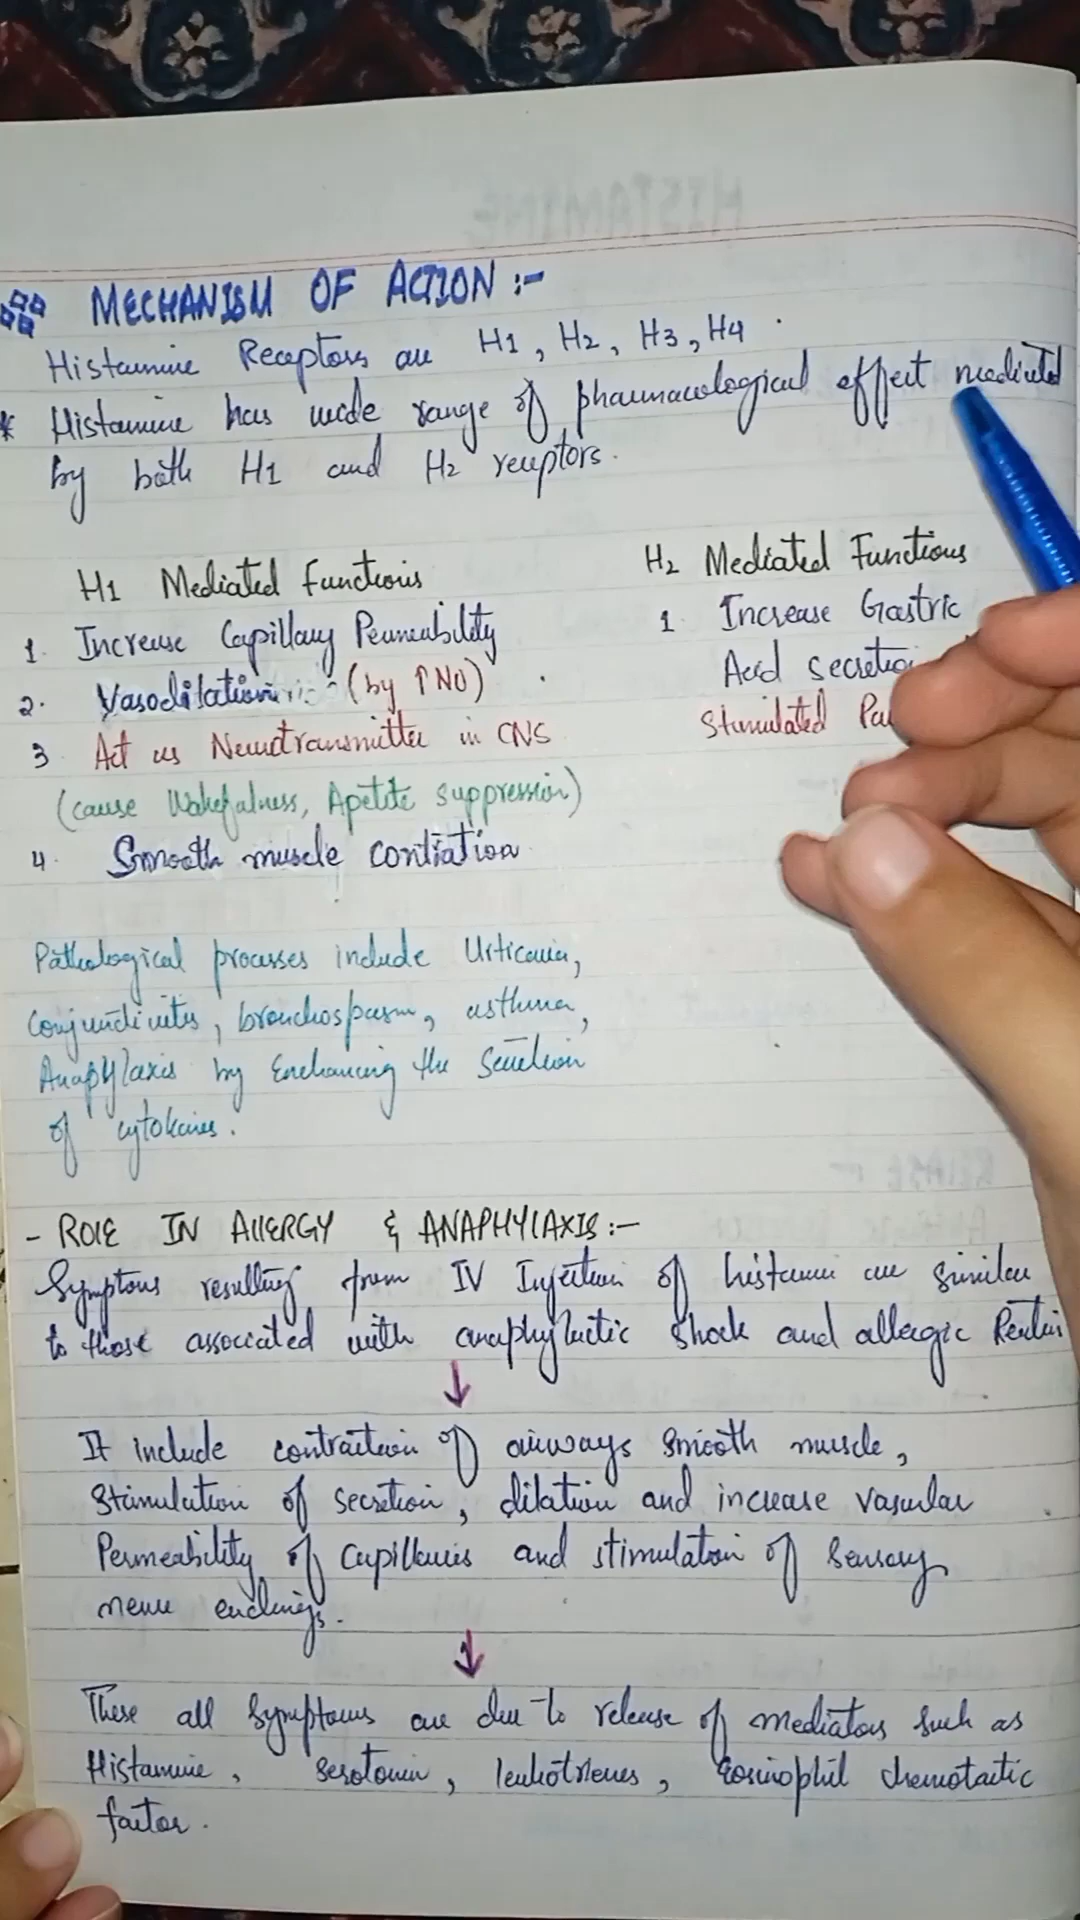 MECHANISM OF ACTION :-
Histamine Receptors are H1, H2, H3, H4
* Histamine has wide range of pharmacological effect mediated
by both H1 and H2 receptors.
H1 Mediated Functions
1. Increase Capillary Permeability
2. Vasodilation (by ↑NO)
3 Act as Neurotransmitter in CNS
(cause Wakefulness, Apetite suppression)
4. Smooth muscle contiation
H2 Mediated Functions
1 Increase Gastric
Acid secretio
Stimulated Pa
Pathological processes include Urticaria,
conjunctivites, bronchospasm, asthma,
Anaphylaxis by Enchancing the Secretion
of cytokines.
- ROLE IN AllERGY & ANAPHYLAXIS:-
Symptoms resulting from IV Injection of histamine are similar
to those associated with anaphylactic shock and allergic
↓
It include contraction of airways smooth muscle,
Stimulation of secretion, dilation and increase vascular
Permeability of capillaries and stimulation of sensory
nerve endings.
↓
These all symptoms are due to release of mediators such as
Histamine, serotonin, leukotrienes, Eosinophil chemotactic
factor.
HISTAMINE